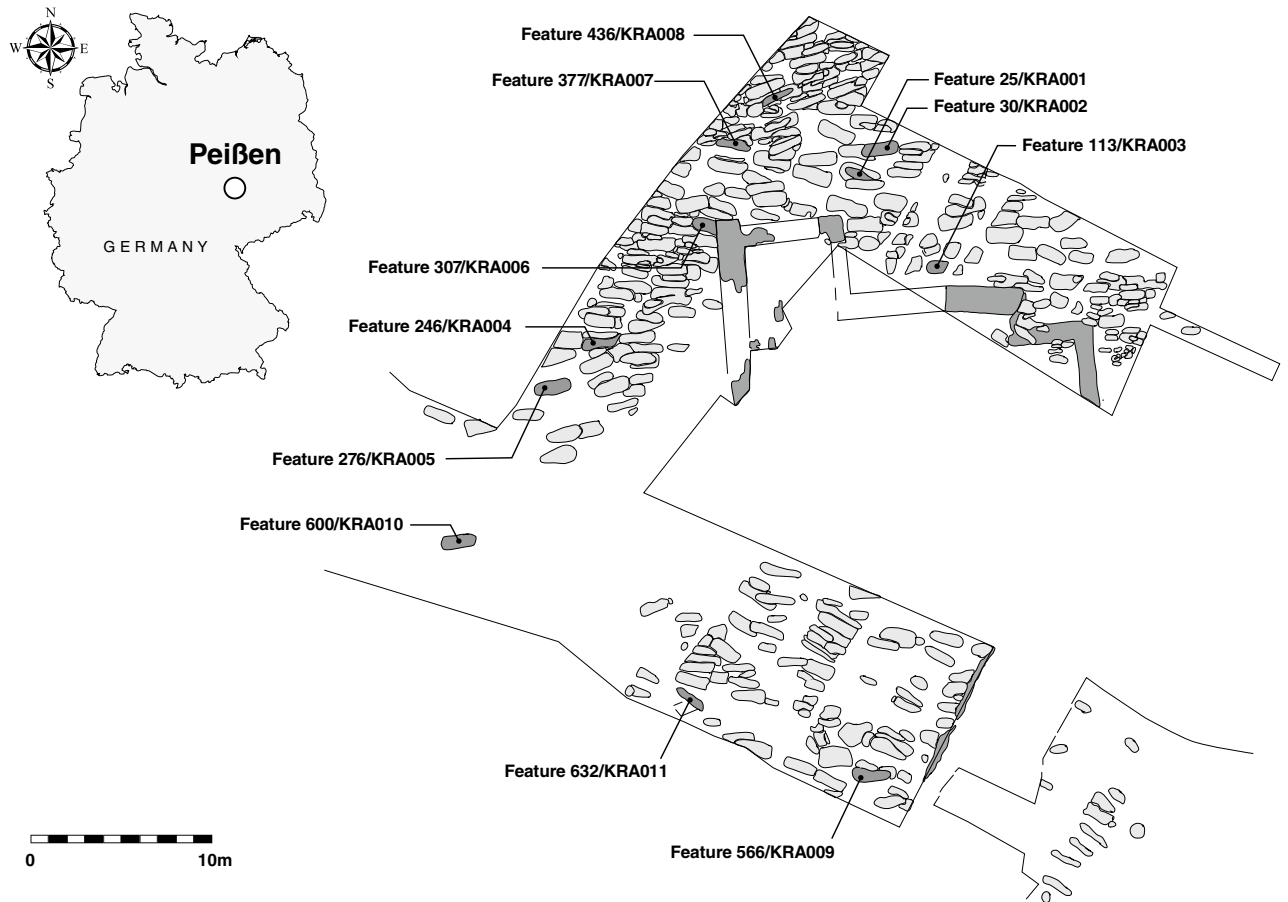 N
W E
S
Peißen
GERMANY
Feature 436/KRA008
Feature 377/KRA007
Feature 25/KRA001
Feature 30/KRA002
Feature 113/KRA003
Feature 307/KRA006
Feature 246/KRA004
Feature 276/KRA005
Feature 600/KRA010
Feature 632/KRA011
Feature 566/KRA009
0 10m